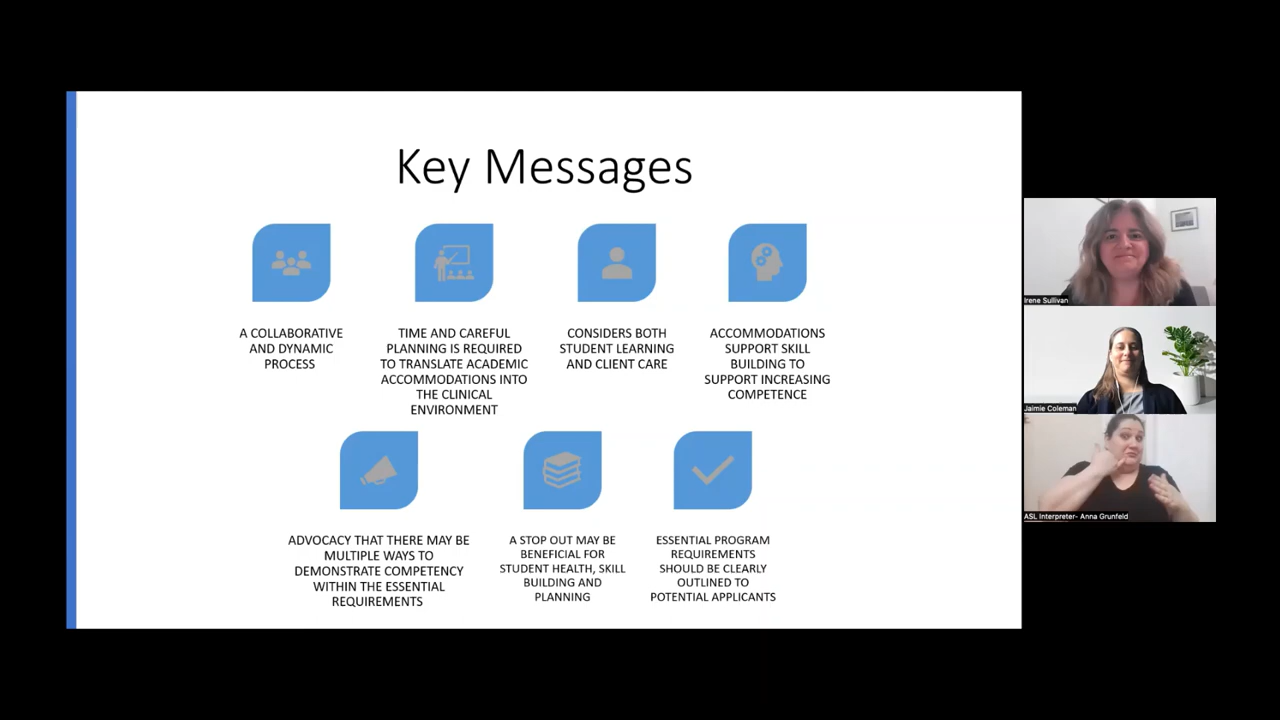 Key Messages
A COLLABORATIVE
AND DYNAMIC
PROCESS
TIME AND CAREFUL
PLANNING IS REQUIRED
TO TRANSLATE ACADEMIC
ACCOMMODATIONS INTO
THE CLINICAL
ENVIRONMENT
CONSIDERS BOTH
STUDENT LEARNING
AND CLIENT CARE
ACCOMMODATIONS
SUPPORT SKILL
BUILDING TO
SUPPORT INCREASING
COMPETENCE
ADVOCACY THAT THERE MAY BE
MULTIPLE WAYS TO
DEMONSTRATE COMPETENCY
WITHIN THE ESSENTIAL
REQUIREMENTS
A STOP OUT MAY BE
BENEFICIAL FOR
STUDENT HEALTH, SKILL
BUILDING AND
PLANNING
ESSENTIAL PROGRAM
REQUIREMENTS
SHOULD BE CLEARLY
OUTLINED TO
POTENTIAL APPLICANTS
Irene Sullivan
Jaimie Coleman
ASL Interpreter- Anna Grunfeld